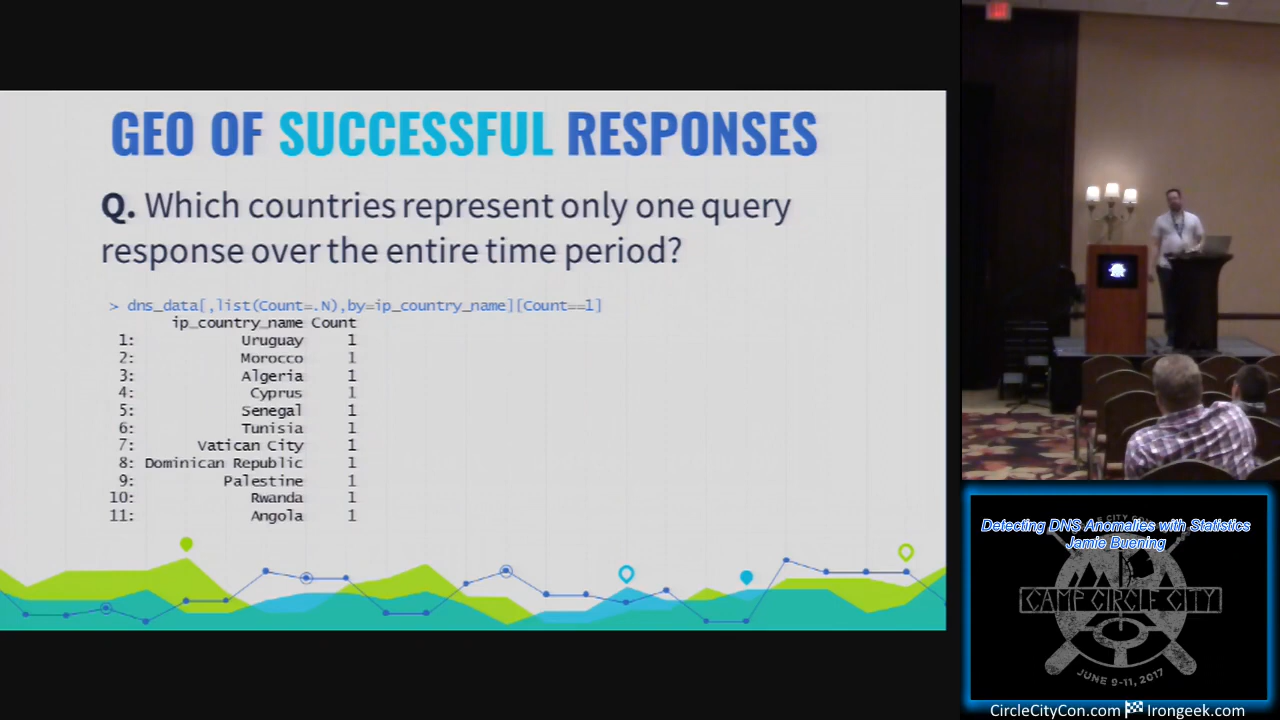 GEO OF SUCCESSFUL RESPONSES
Q. Which countries represent only one query
response over the entire time period?
> dns_data[,list(Count=.N),by=ip_country_name][Count==1]
ip_country_name Count
1: Uruguay 1
2: Morocco 1
3: Algeria 1
4: Cyprus 1
5: Senegal 1
6: Tunisia 1
7: Vatican City 1
8: Dominican Republic 1
9: Palestine 1
10: Rwanda 1
11: Angola 1
Detecting DNS Anomalies with Statistics
Jamie Buening
CAMP CIRCLE CITY
JUNE 9-11, 2017
CircleCityCon.com Irongeek.com